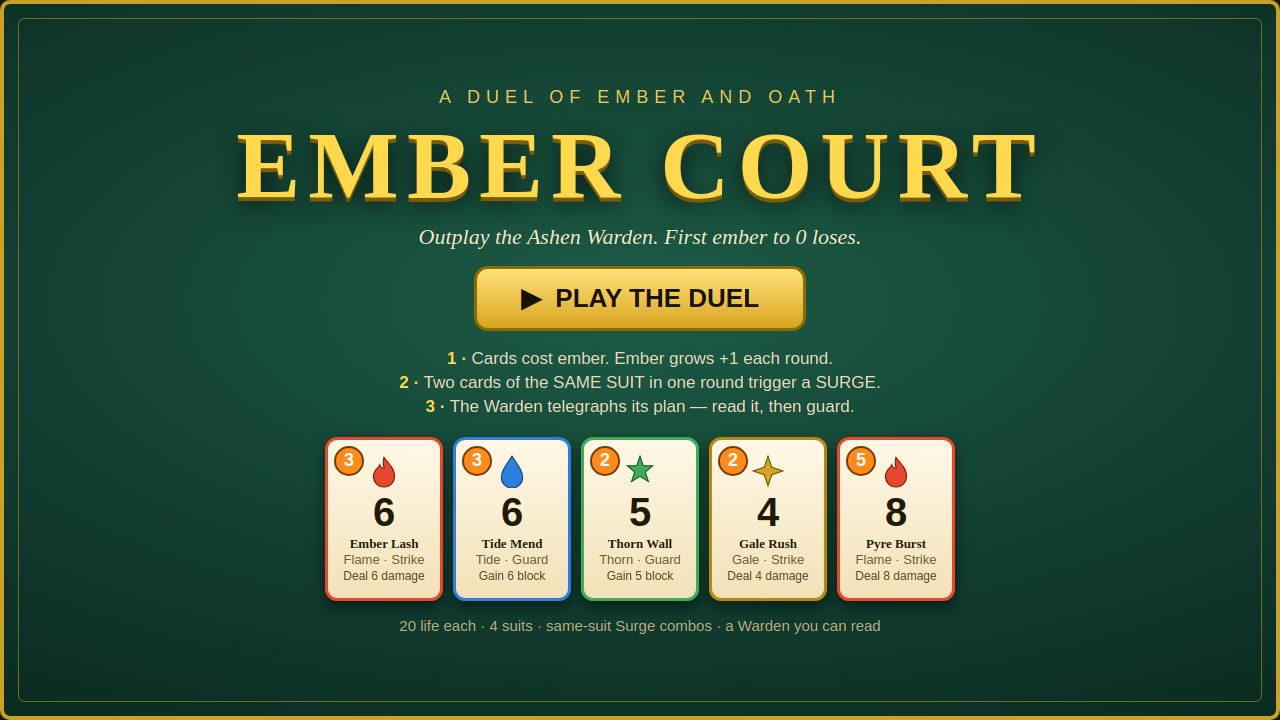 A DUEL OF EMBER AND OATH
EMBER COURT
Outplay the Ashen Warden. First ember to 0 loses.
▶ PLAY THE DUEL
1 · Cards cost ember. Ember grows +1 each round.
2 · Two cards of the SAME SUIT in one round trigger a SURGE.
3 · The Warden telegraphs its plan — read it, then guard.
3
6
Ember Lash
Flame · Strike
Deal 6 damage
3
6
Tide Mend
Tide · Guard
Gain 6 block
2
5
Thorn Wall
Thorn · Guard
Gain 5 block
2
4
Gale Rush
Gale · Strike
Deal 4 damage
5
8
Pyre Burst
Flame · Strike
Deal 8 damage
20 life each · 4 suits · same-suit Surge combos · a Warden you can read